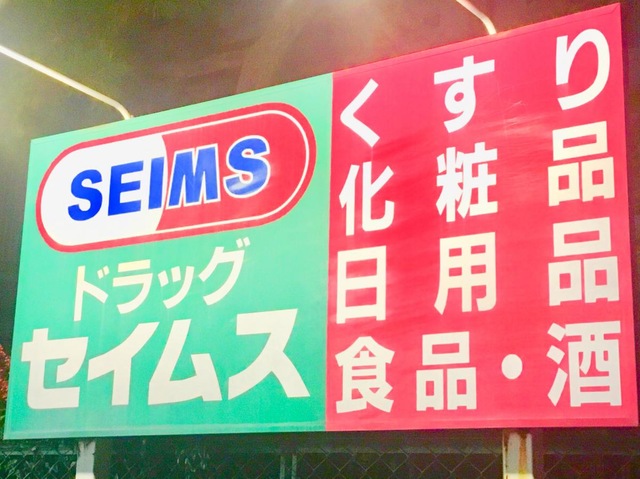 SEIMS
ドラッグ
セイムス
くすり
化粧品
日用品
食品・酒